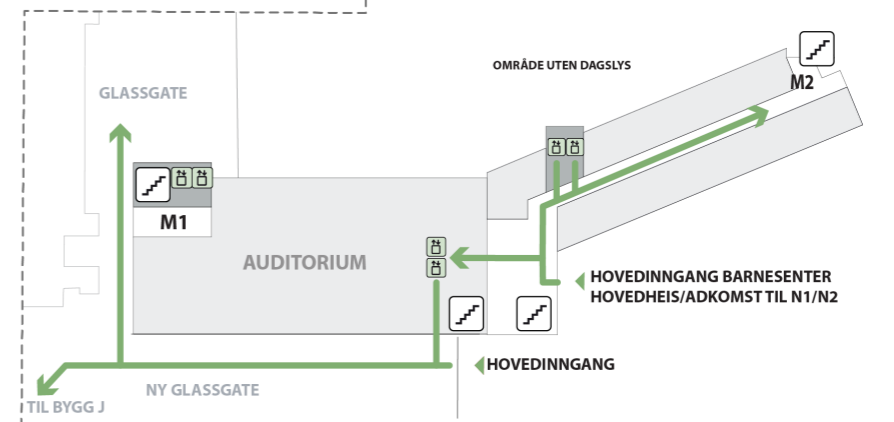 OMRÅDE UTEN DAGSLYS
M2
GLASSGATE
M1
AUDITORIUM
HOVEDINNGANG BARNESENTER
HOVEDHEIS/ADKOMST TIL N1/N2
HOVEDINNGANG
NY GLASSGATE
TIL BYGG J